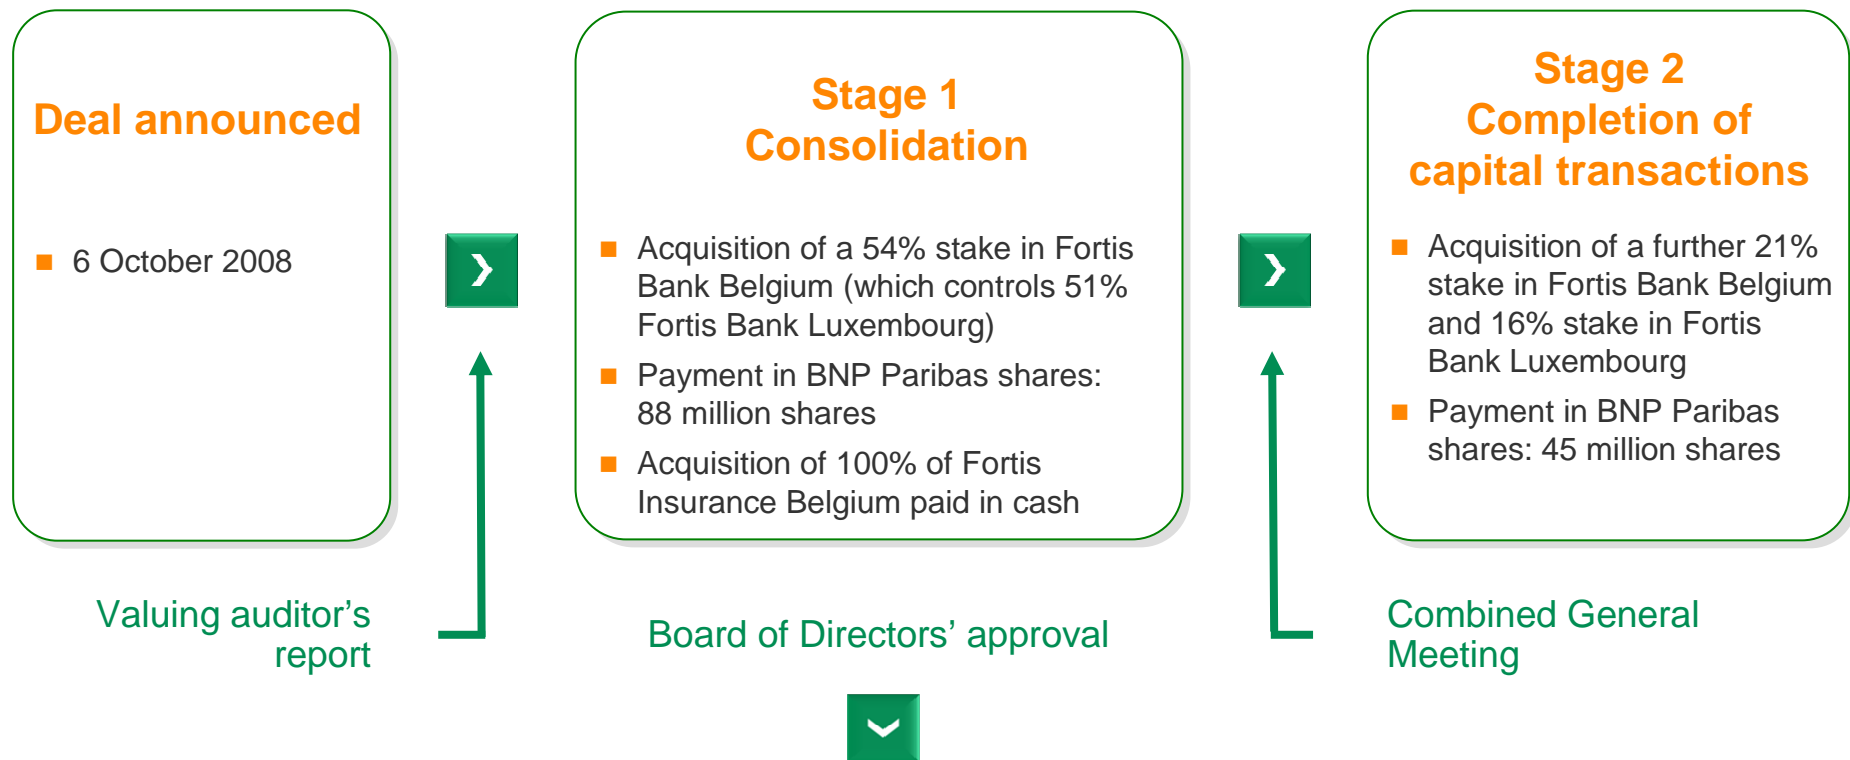 Deal announced
■ 6 October 2008
Stage 1
Consolidation
■ Acquisition of a 54% stake in Fortis
Bank Belgium (which controls 51%
Fortis Bank Luxembourg)
■ Payment in BNP Paribas shares:
88 million shares
■ Acquisition of 100% of Fortis
Insurance Belgium paid in cash
Stage 2
Completion of
capital transactions
■ Acquisition of a further 21%
stake in Fortis Bank Belgium
and 16% stake in Fortis
Bank Luxembourg
■ Payment in BNP Paribas
shares: 45 million shares
Valuing auditor’s
report
Board of Directors’ approval
Combined General
Meeting